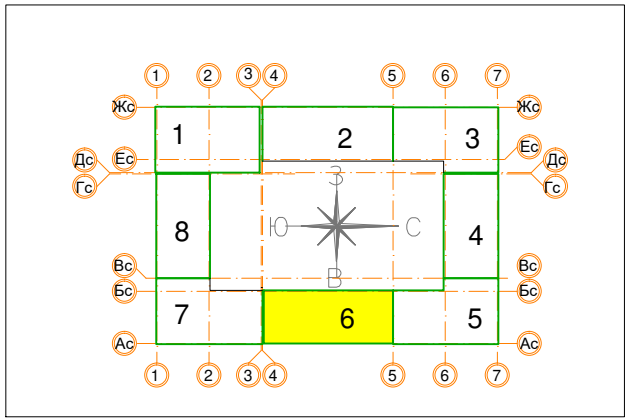 1 2 3 4 5 6 7
Жс Жс
1 2 3
Ес Ес
Дс Дс
Гс Гс
З
8 Ю С 4
В
Вс Вс
Бс Бс
7 6 5
Ас Ас
1 2 3 4 5 6 7